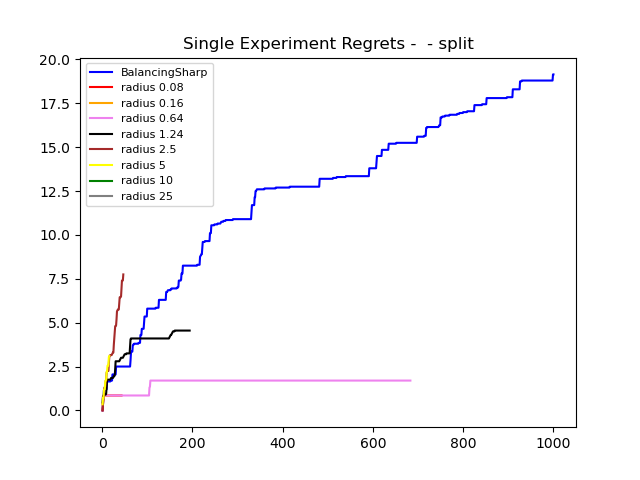 Single Experiment Regrets -  - split
20.0
17.5
15.0
12.5
10.0
7.5
5.0
2.5
0.0
BalancingSharp
radius 0.08
radius 0.16
radius 0.64
radius 1.24
radius 2.5
radius 5
radius 10
radius 25
0 200 400 600 800 1000